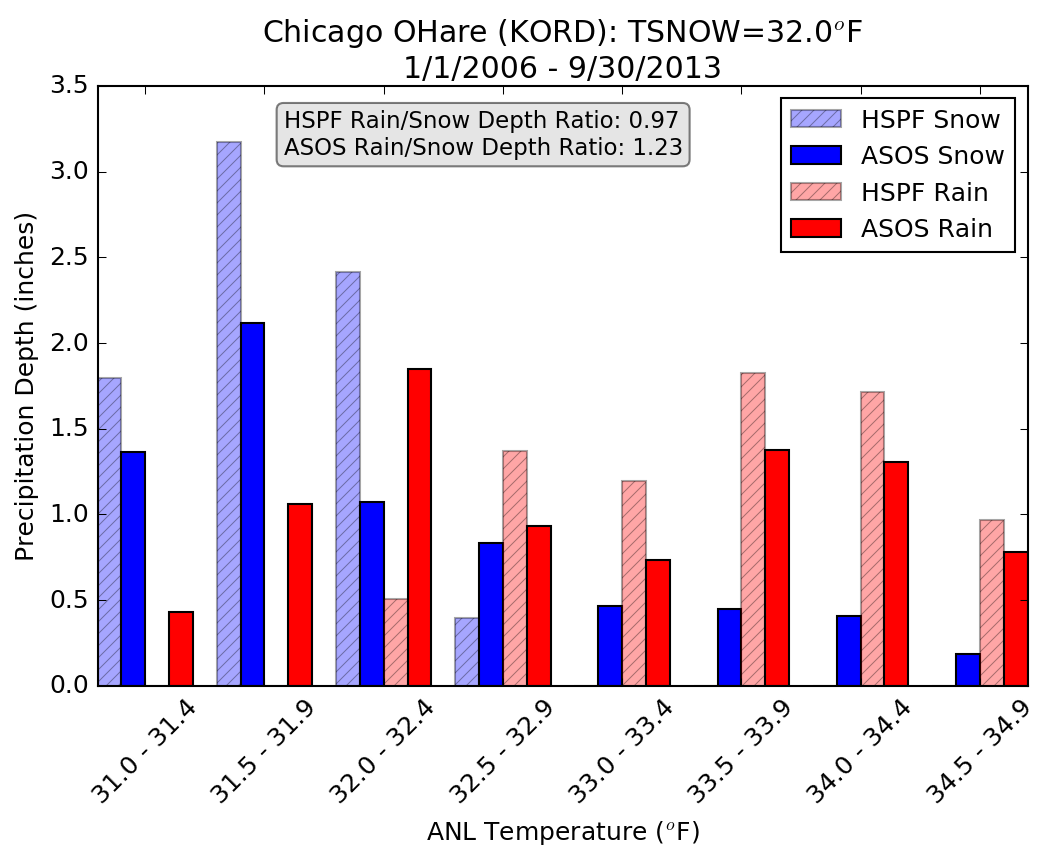 Chicago OHare (KORD): TSNOW=32.0°F
1/1/2006 - 9/30/2013
HSPF Rain/Snow Depth Ratio: 0.97
ASOS Rain/Snow Depth Ratio: 1.23
HSPF Snow
ASOS Snow
HSPF Rain
ASOS Rain
Precipitation Depth (inches)
3.5
3.0
2.5
2.0
1.5
1.0
0.5
0.0
31.0 - 31.4
31.5 - 31.9
32.0 - 32.4
32.5 - 32.9
33.0 - 33.4
33.5 - 33.9
34.0 - 34.4
34.5 - 34.9
ANL Temperature (°F)